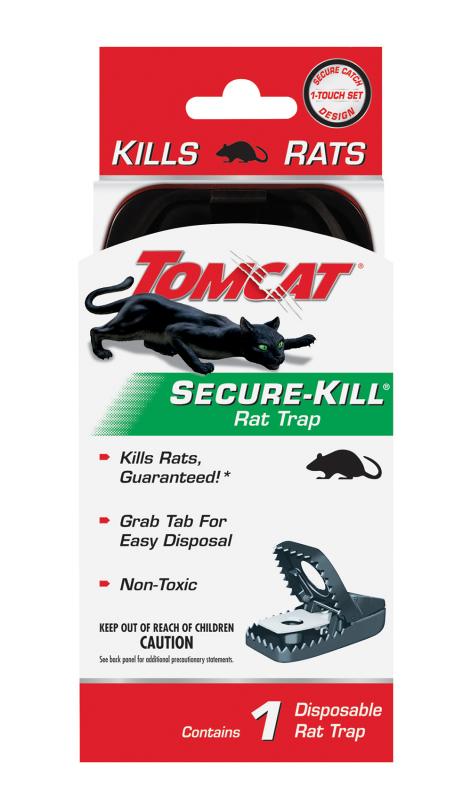 SECURE CATCH
1-TOUCH SET
DESIGN
KILLS RATS
TOMCAT®
SECURE-KILL®
Rat Trap
Kills Rats,
Guaranteed!*
Grab Tab For
Easy Disposal
Non-Toxic
KEEP OUT OF REACH OF CHILDREN
CAUTION
See back panel for additional precautionary statements.
Contains 1 Disposable
Rat Trap